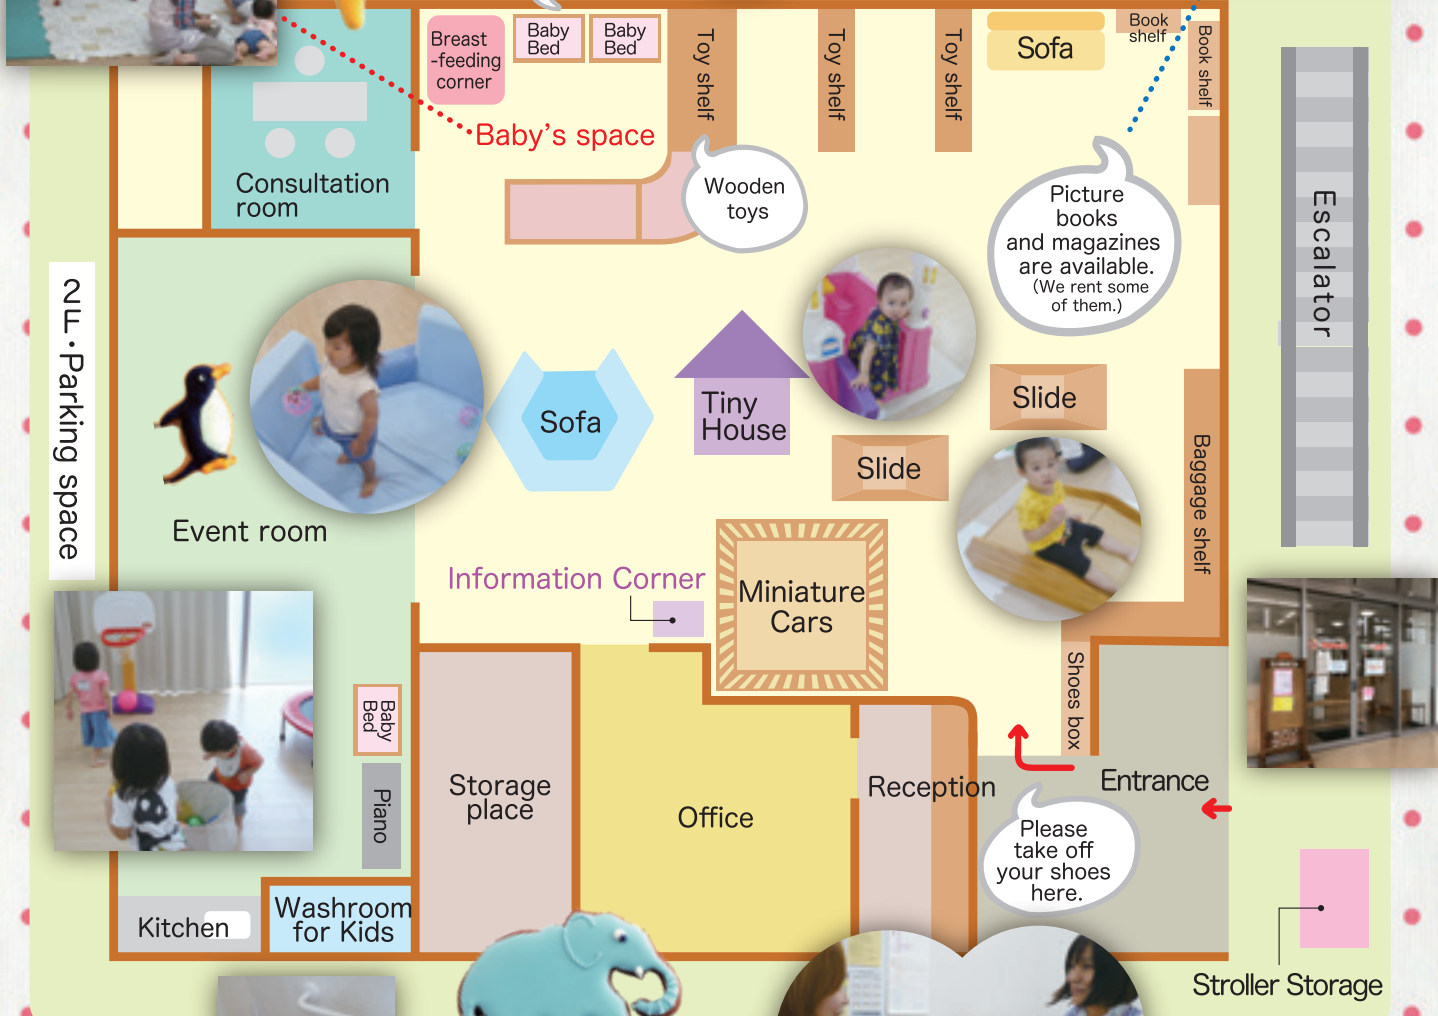 Breast
-feeding
corner
Baby
Bed
Baby
Bed
Toy shelf
Toy shelf
Toy shelf
Sofa
Book
shelf
Book shelf
Baby's space
Consultation
room
Wooden
toys
Picture
books
and magazines
are available.
(We rent some
of them.)
Escalator
2F・Parking space
Sofa
Tiny
House
Slide
Slide
Baggage shelf
Event room
Information Corner
Miniature
Cars
Shoes box
Baby
Bed
Piano
Storage
place
Office
Reception
Entrance
Please
take off
your shoes
here.
Kitchen
Washroom
for Kids
Stroller Storage